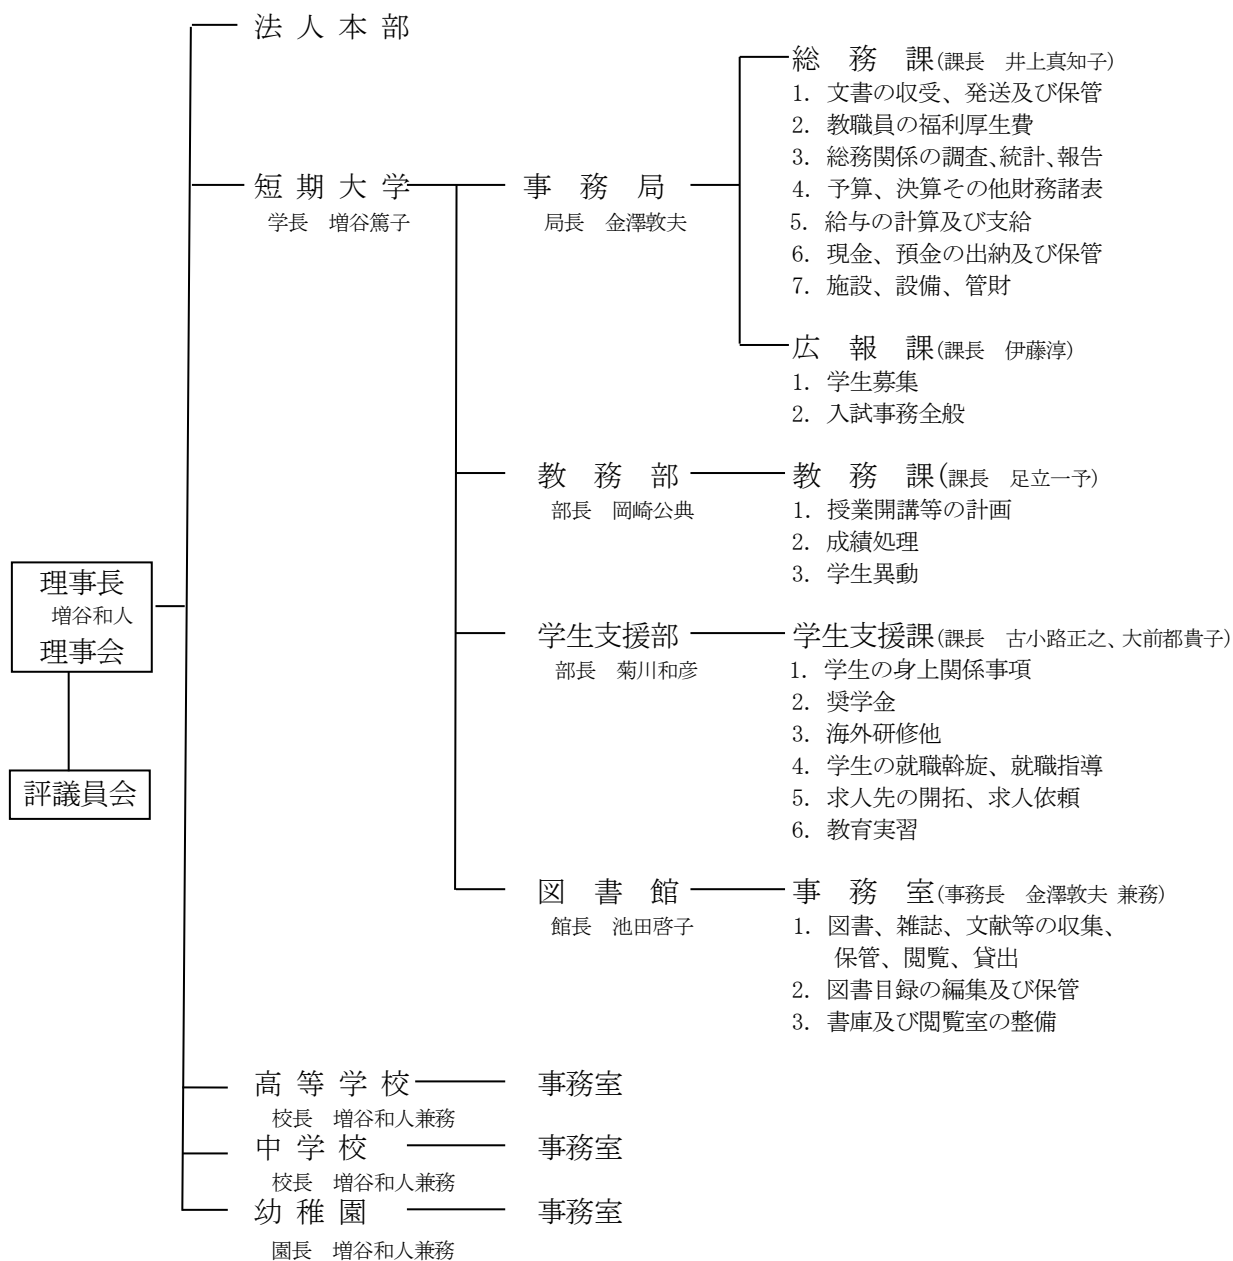 法人本部
総務課(課長 井上真知子)
1. 文書の収受、発送及び保管
2. 教職員の福利厚生費
3. 総務関係の調査、統計、報告
短期大学
事務局
4. 予算、決算その他財務諸表
学長 増谷篤子
局長 金澤敦夫
5. 給与の計算及び支給
6. 現金、預金の出納及び保管
7. 施設、設備、管財
広報課(課長 伊藤淳)
1. 学生募集
2. 入試事務全般
教務部
部長 岡崎公典
教務課(課長 足立一予)
1. 授業開講等の計画
2. 成績処理
3. 学生異動
理事長
増谷和人
理事会
評議員会
学生支援部
部長 菊川和彦
学生支援課(課長 古小路正之、大前都貴子)
1. 学生の身上関係事項
2. 奨学金
3. 海外研修他
4. 学生の就職斡旋、就職指導
5. 求人先の開拓、求人依頼
6. 教育実習
図書館
館長 池田啓子
事務室(事務長 金澤敦夫 兼務)
1. 図書、雑誌、文献等の収集、
保管、閲覧、貸出
2. 図書目録の編集及び保管
3. 書庫及び閲覧室の整備
高等学校
事務室
校長 増谷和人兼務
中学校
事務室
校長 増谷和人兼務
幼稚園
事務室
園長 増谷和人兼務